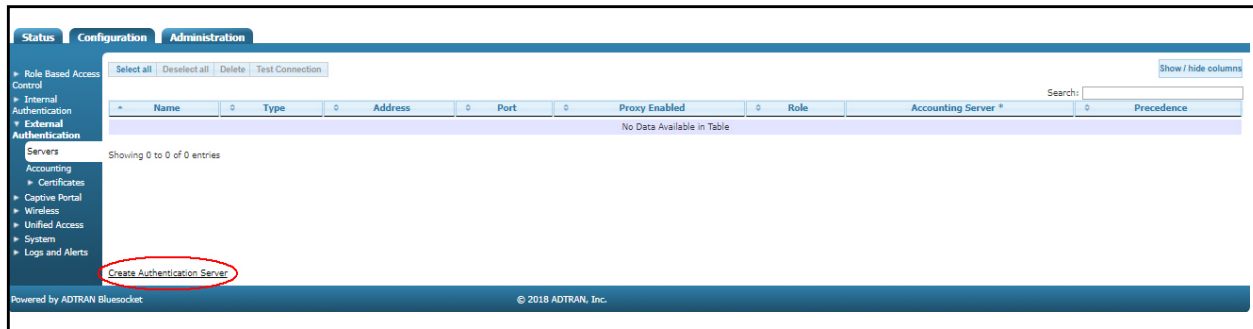 Status Configuration Administration
Select all Deselect all Delete Test Connection Show / hide columns
Search:
Name Type Address Port Proxy Enabled Role Accounting Server * Precedence
No Data Available in Table
Showing 0 to 0 of 0 entries
Role Based Access
Control
Internal
Authentication
External
Authentication
Servers
Accounting
Certificates
Captive Portal
Wireless
Unified Access
System
Logs and Alerts
Create Authentication Server
Powered by ADTRAN Bluesocket © 2018 ADTRAN, Inc.